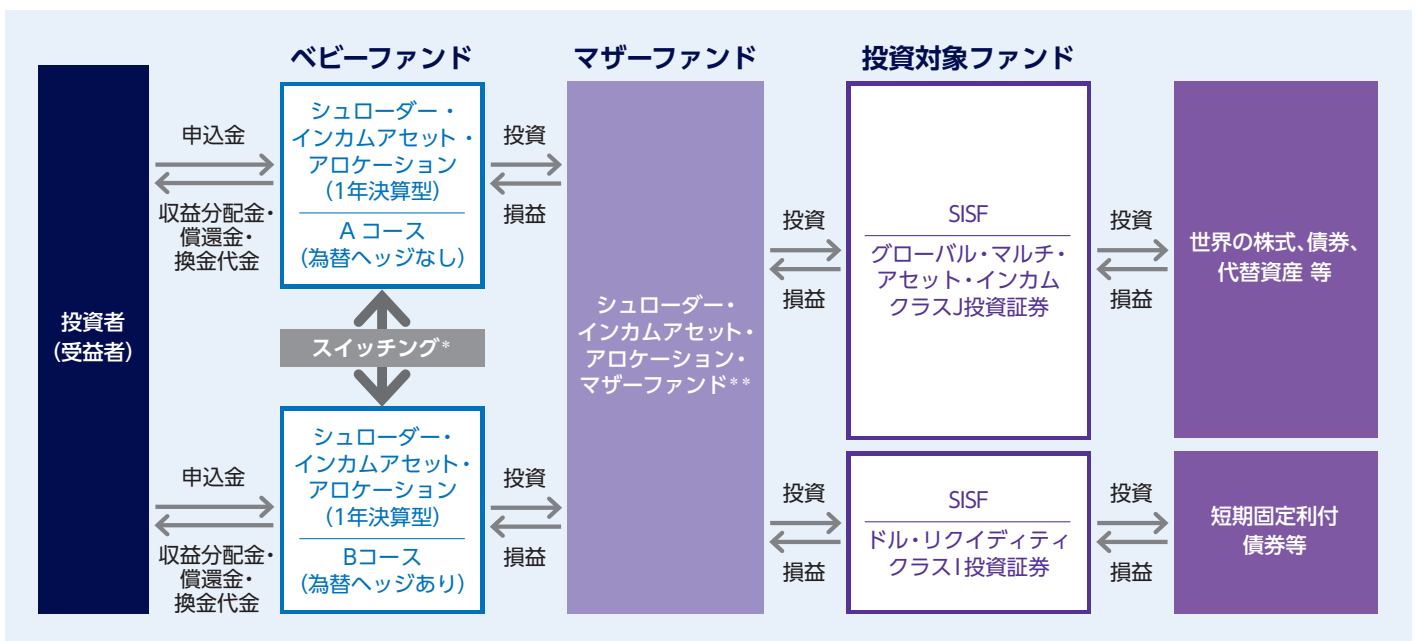 ベビーファンド
マザーファンド
投資対象ファンド
投資者
(受益者)
申込金
収益分配金・
償還金・
換金代金
シュローダー・
インカムアセット・
アロケーション
(1年決算型)
A コース
(為替ヘッジなし)
投資
損益
スイッチング*
申込金
収益分配金・
償還金・
換金代金
シュローダー・
インカムアセット・
アロケーション
(1年決算型)
Bコース
(為替ヘッジあり)
投資
損益
シュローダー・
インカムアセット・
アロケーション・
マザーファンド**
投資
損益
SISF
グローバル・マルチ・
アセット・インカム
クラスJ投資証券
投資
損益
世界の株式、債券、
代替資産 等
投資
損益
SISF
ドル・リクイディティ
クラスI投資証券
投資
損益
短期固定利付
債券等